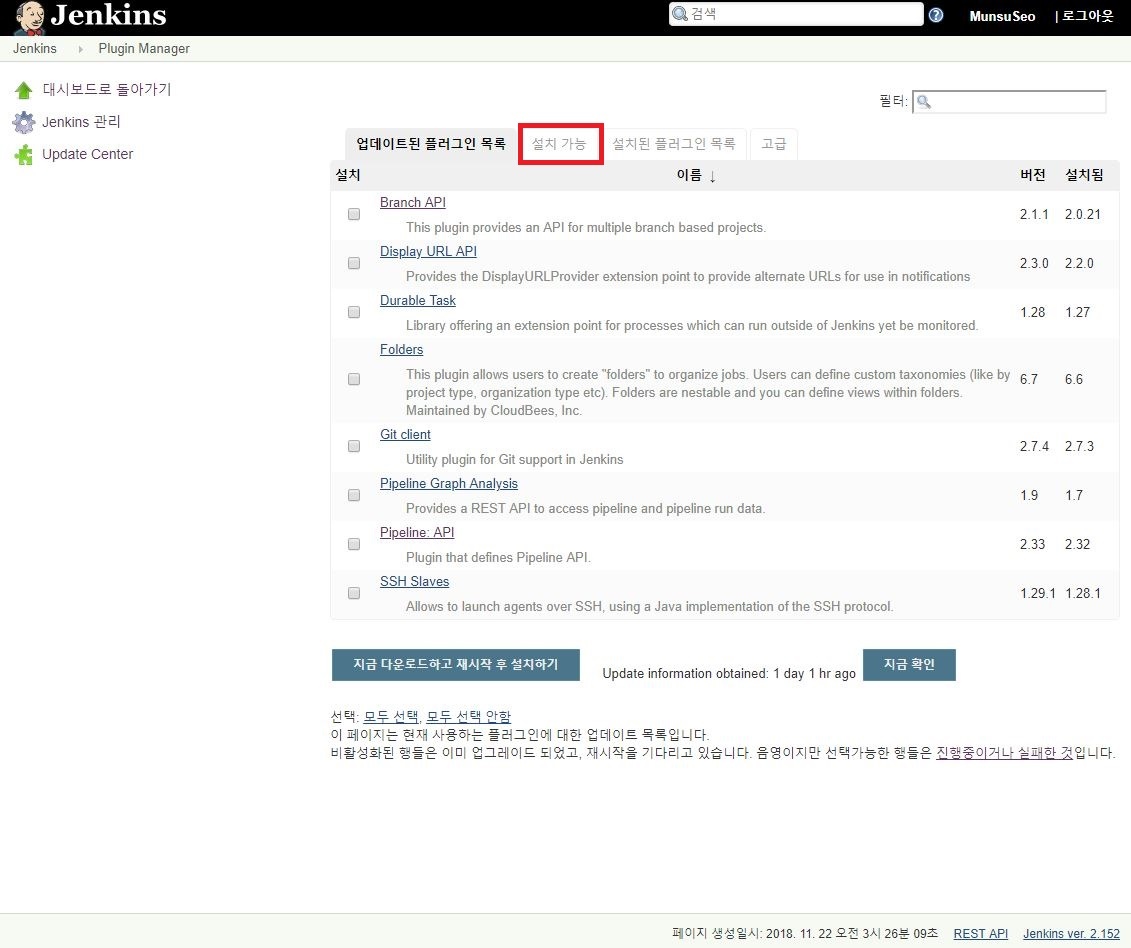 Jenkins
검색
MunsuSeo
| 로그아웃
Jenkins
Plugin Manager
대시보드로 돌아가기
Jenkins 관리
Update Center
필터:
업데이트된 플러그인 목록
설치 가능
설치된 플러그인 목록
고급
설치 이름 ↓ 버전 설치됨
Branch API
This plugin provides an API for multiple branch based projects.
2.1.1 2.0.21
Display URL API
Provides the DisplayURLProvider extension point to provide alternate URLs for use in notifications
2.3.0 2.2.0
Durable Task
Library offering an extension point for processes which can run outside of Jenkins yet be monitored.
1.28 1.27
Folders
This plugin allows users to create "folders" to organize jobs. Users can define custom taxonomies (like by
project type, organization type etc). Folders are nestable and you can define views within folders.
Maintained by CloudBees, Inc.
6.7 6.6
Git client
Utility plugin for Git support in Jenkins
2.7.4 2.7.3
Pipeline Graph Analysis
Provides a REST API to access pipeline and pipeline run data.
1.9 1.7
Pipeline: API
Plugin that defines Pipeline API.
2.33 2.32
SSH Slaves
Allows to launch agents over SSH, using a Java implementation of the SSH protocol.
1.29.1 1.28.1
지금 다운로드하고 재시작 후 설치하기
Update information obtained: 1 day 1 hr ago
지금 확인
선택: 모두 선택, 모두 선택 안함
이 페이지는 현재 사용하는 플러그인에 대한 업데이트 목록입니다.
비활성화된 행들은 이미 업그레이드 되었고, 재시작을 기다리고 있습니다. 음영이지만 선택가능한 행들은 진행중이거나 실패한 것입니다.
페이지 생성일시: 2018. 11. 22 오전 3시 26분 09초
REST API
Jenkins ver. 2.152